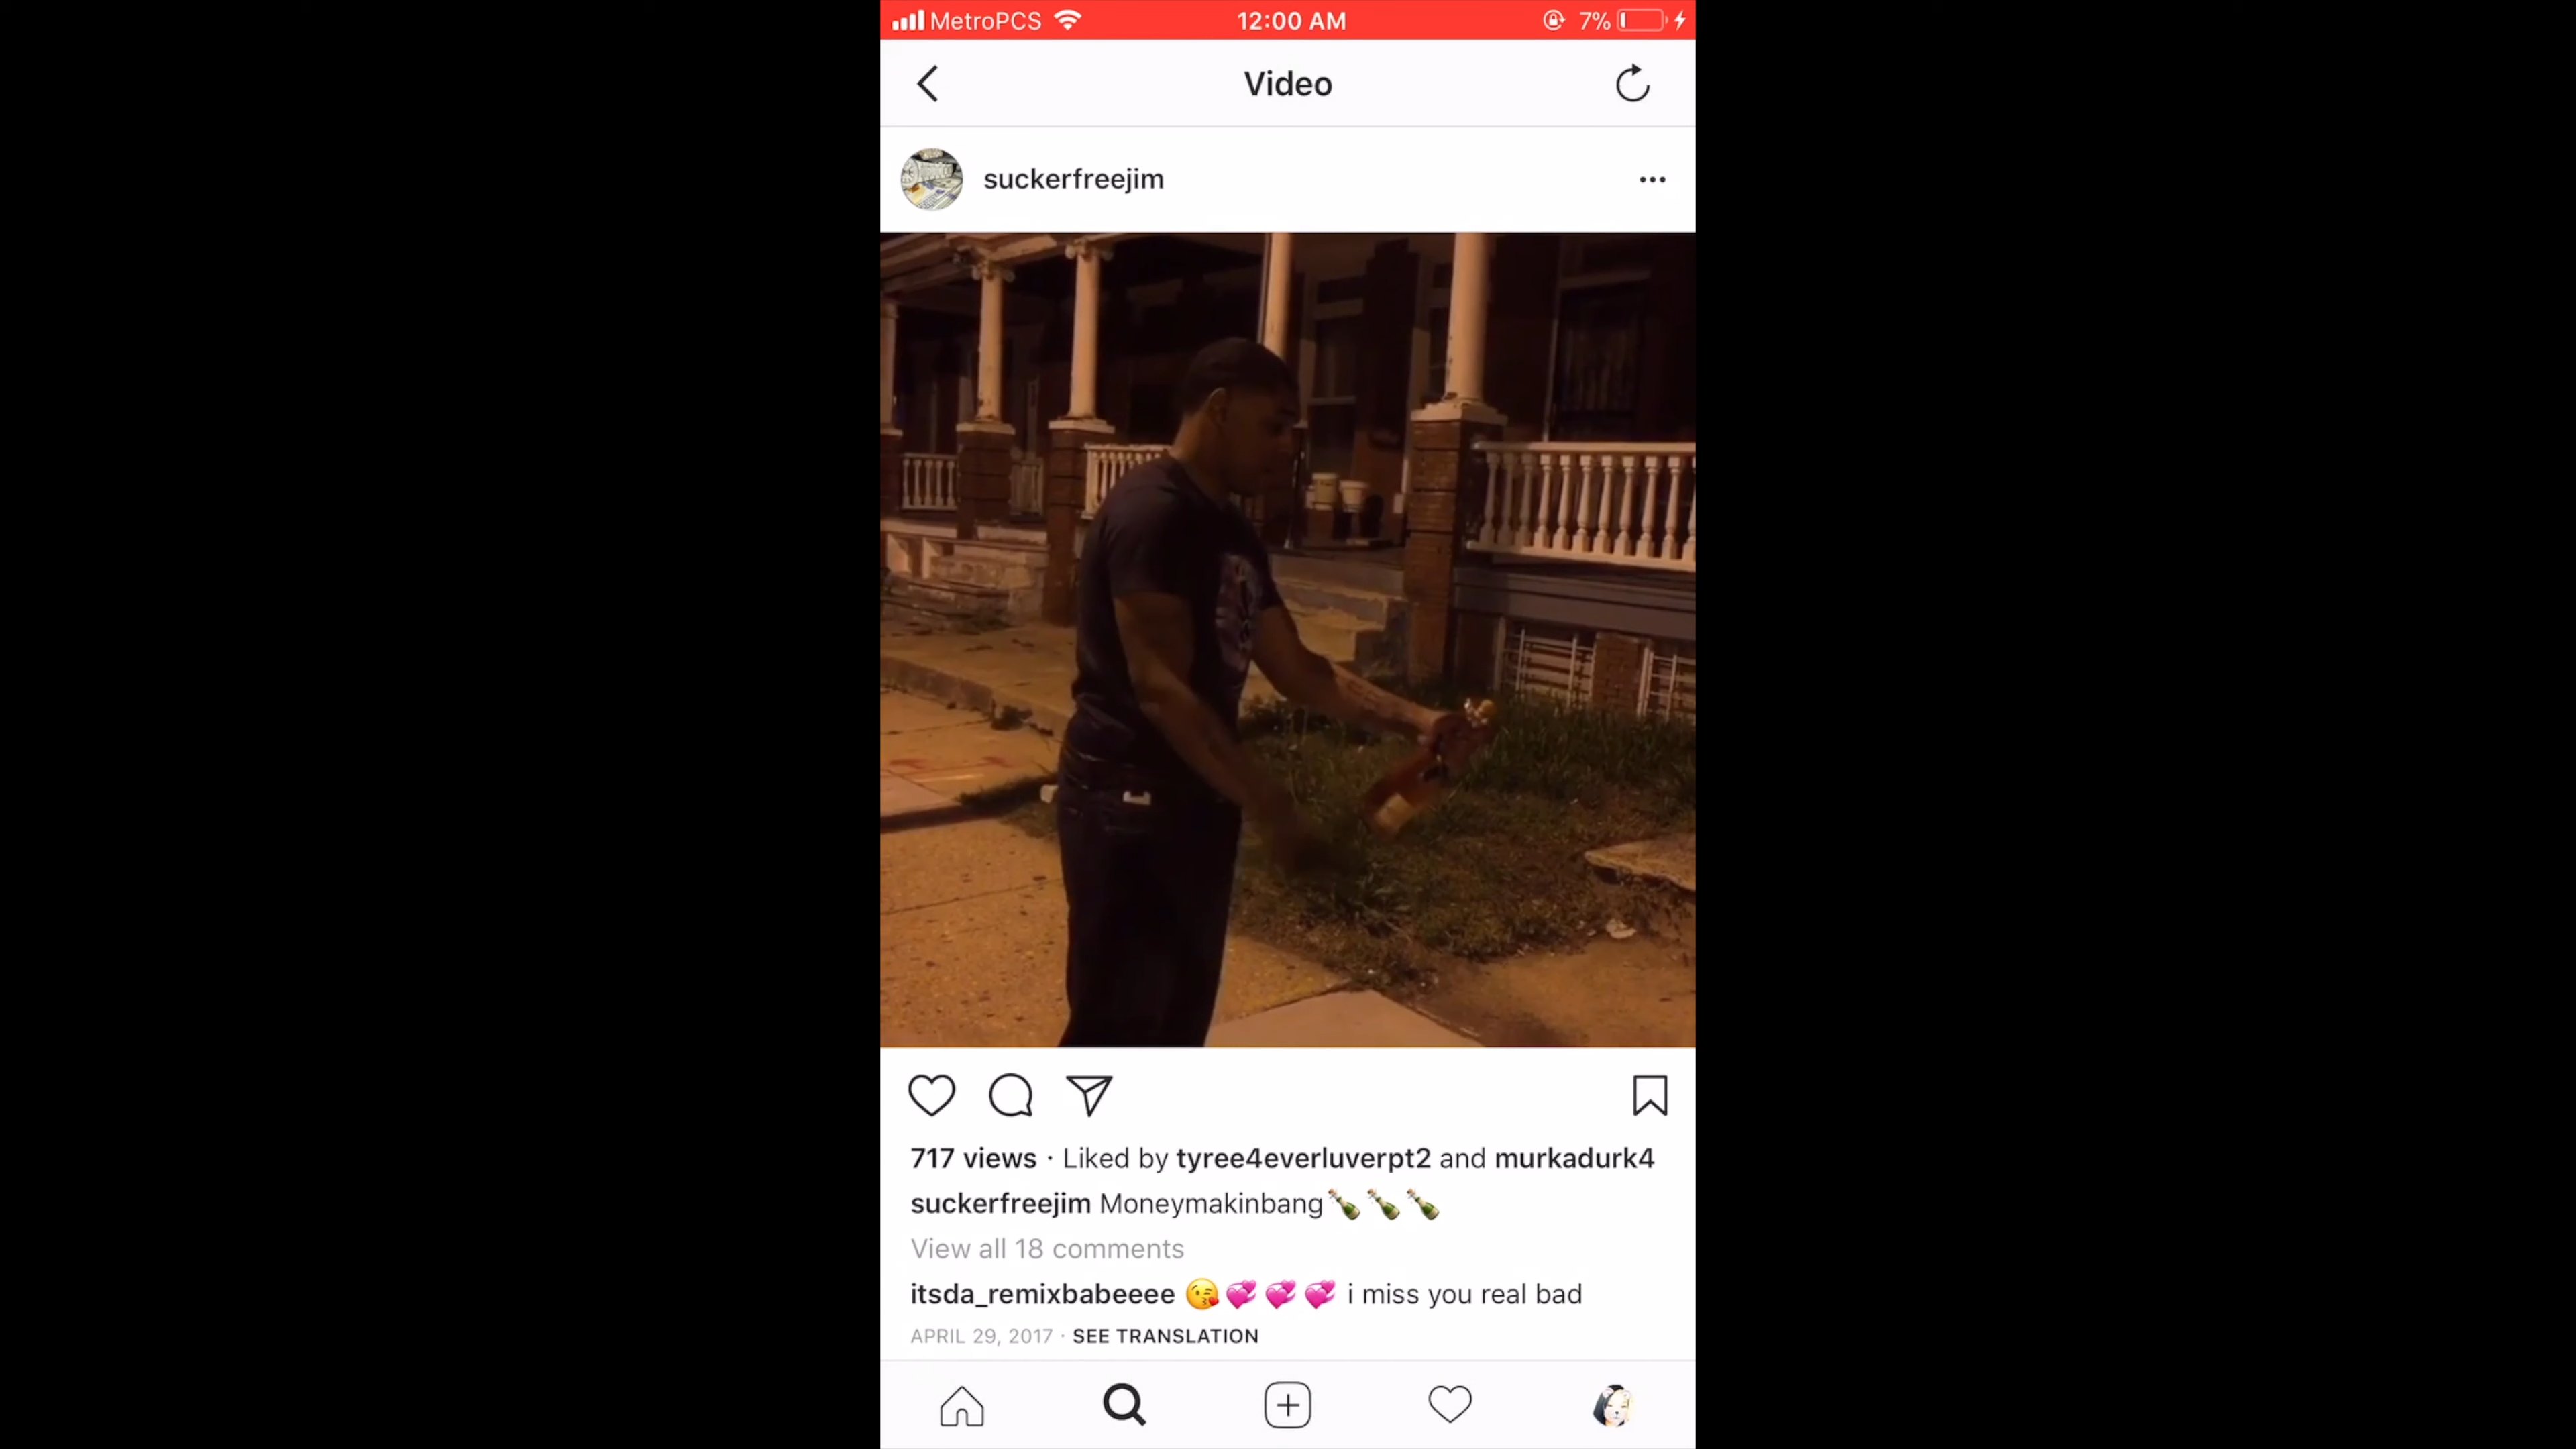 MetroPCS 12:00 AM 7%
Video
suckerfreejim
717 views · Liked by tyree4everluverpt2 and murkadurk4
suckerfreejim Moneymakinbang🍾🍾🍾
View all 18 comments
itsda_remixbabeeee 😘💞💞💞 i miss you real bad
APRIL 29, 2017 · SEE TRANSLATION